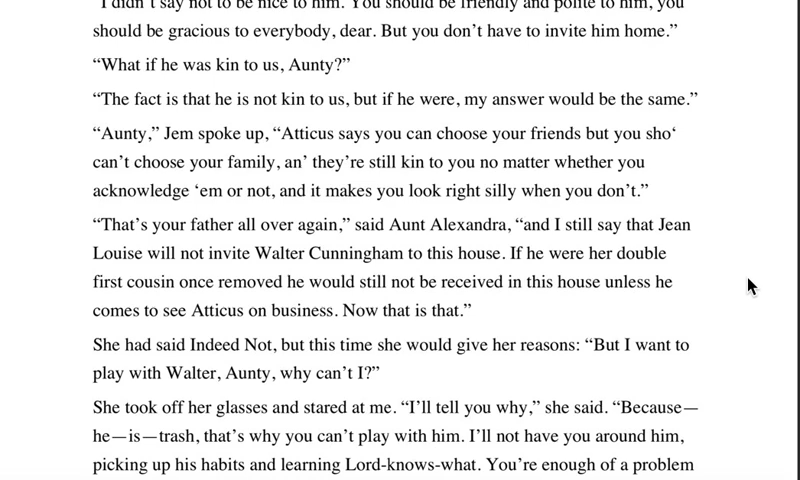 “I didn’t say not to be nice to him. You should be friendly and polite to him, you
should be gracious to everybody, dear. But you don’t have to invite him home.”
“What if he was kin to us, Aunty?”
“The fact is that he is not kin to us, but if he were, my answer would be the same.”
“Aunty,” Jem spoke up, “Atticus says you can choose your friends but you sho‘
can’t choose your family, an’ they’re still kin to you no matter whether you
acknowledge ‘em or not, and it makes you look right silly when you don’t.”
“That’s your father all over again,” said Aunt Alexandra, “and I still say that Jean
Louise will not invite Walter Cunningham to this house. If he were her double
first cousin once removed he would still not be received in this house unless he
comes to see Atticus on business. Now that is that.”
She had said Indeed Not, but this time she would give her reasons: “But I want to
play with Walter, Aunty, why can’t I?”
She took off her glasses and stared at me. “I’ll tell you why,” she said. “Because—
he—is—trash, that’s why you can’t play with him. I’ll not have you around him,
picking up his habits and learning Lord-knows-what. You’re enough of a problem